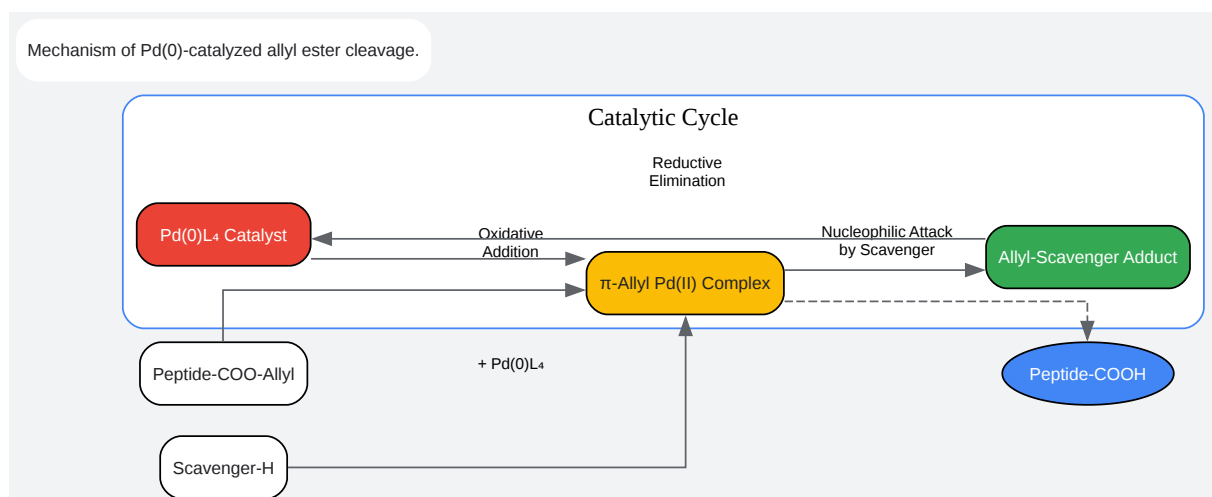 Mechanism of Pd(0)-catalyzed allyl ester cleavage.
Catalytic Cycle
Reductive
Elimination
Pd(0)L₄ Catalyst
Oxidative
Addition
Nucleophilic Attack
by Scavenger
Allyl-Scavenger Adduct
π-Allyl Pd(II) Complex
Peptide-COO-Allyl
+ Pd(0)L₄
Peptide-COOH
Scavenger-H